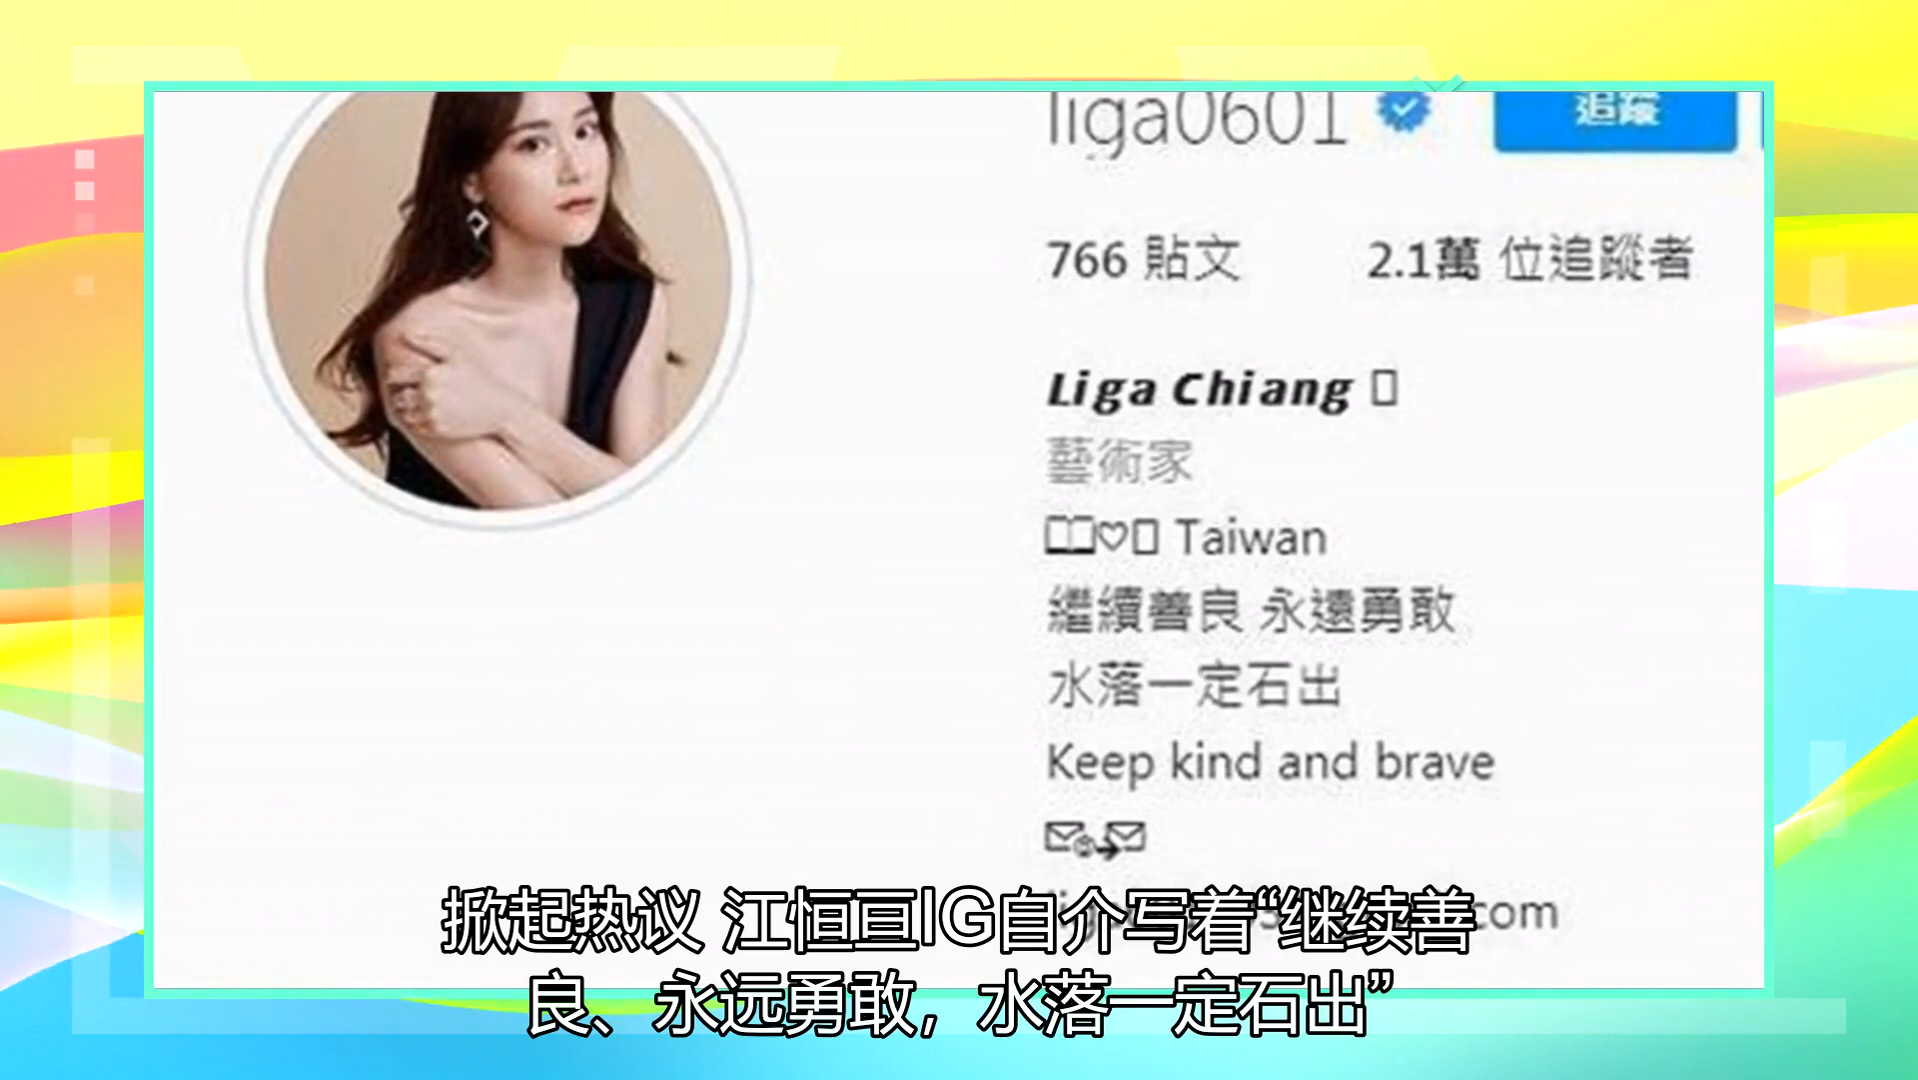 liga0601
追蹤
766 貼文
2.1萬 位追蹤者
Liga Chiang
藝術家
Taiwan
繼續善良 永遠勇敢
水落一定石出
Keep kind and brave
com
掀起热议 江恒亘IG自介写着“继续善
良、永远勇敢，水落一定石出”